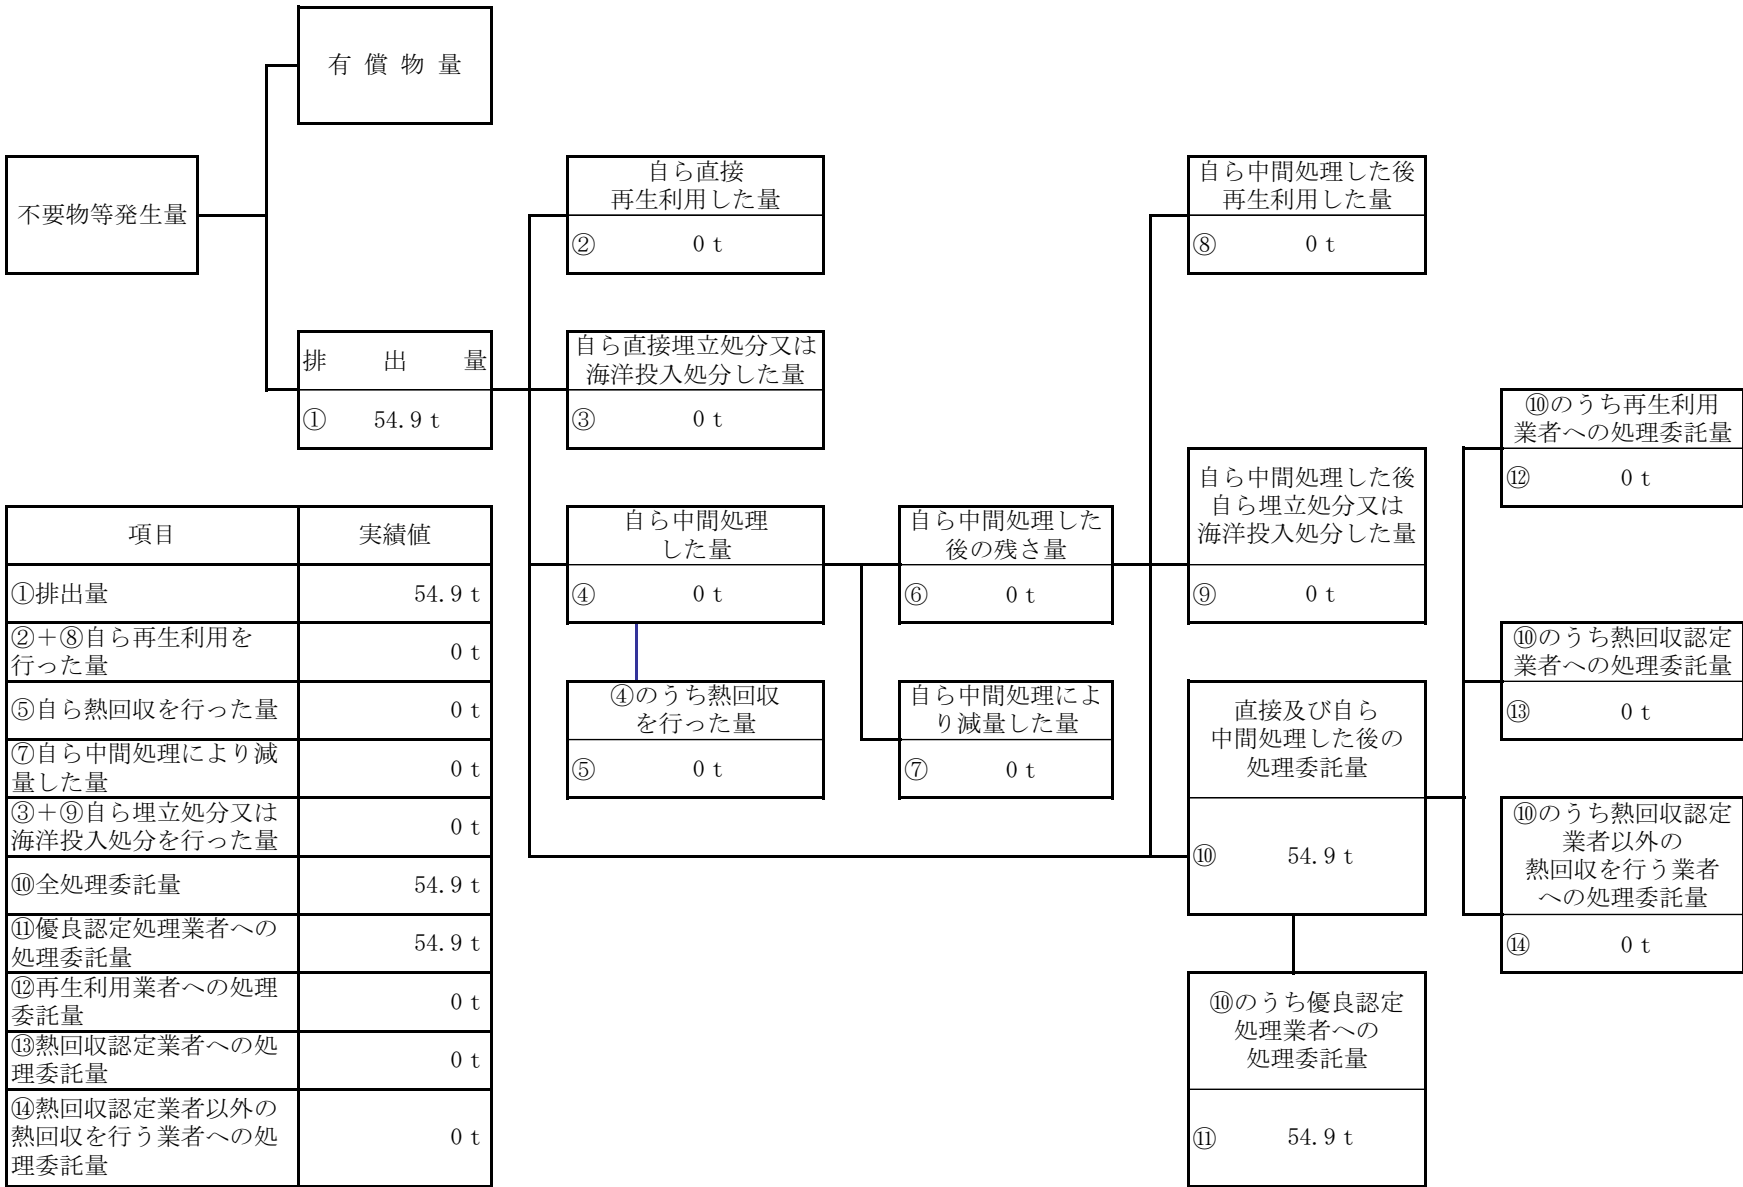 有償物量
不要物等発生量
自ら直接
再生利用した量
② 0 t
自ら中間処理した後
再生利用した量
⑧ 0 t
排出量
① 54.9 t
自ら直接埋立処分又は
海洋投入処分した量
③ 0 t
⑩のうち再生利用
業者への処理委託量
⑫ 0 t
自ら中間処理
した量
④ 0 t
自ら中間処理した
後の残さ量
⑥ 0 t
自ら中間処理した後
自ら埋立処分又は
海洋投入処分した量
⑨ 0 t
⑩のうち熱回収認定
業者への処理委託量
⑬ 0 t
④のうち熱回収
を行った量
⑤ 0 t
自ら中間処理によ
り減量した量
⑦ 0 t
直接及び自ら
中間処理した後の
処理委託量
⑩ 54.9 t
⑩のうち熱回収認定
業者以外の
熱回収を行う業者
への処理委託量
⑭ 0 t
⑩のうち優良認定
処理業者への
処理委託量
⑪ 54.9 t
項目 実績値
①排出量 54.9 t
②＋⑧自ら再生利用を
行った量 0 t
⑤自ら熱回収を行った量 0 t
⑦自ら中間処理により減
量した量 0 t
③＋⑨自ら埋立処分又は
海洋投入処分を行った量 0 t
⑩全処理委託量 54.9 t
⑪優良認定処理業者への
処理委託量 54.9 t
⑫再生利用業者への処理
委託量 0 t
⑬熱回収認定業者への処
理委託量 0 t
⑭熱回収認定業者以外の
熱回収を行う業者への処
理委託量 0 t